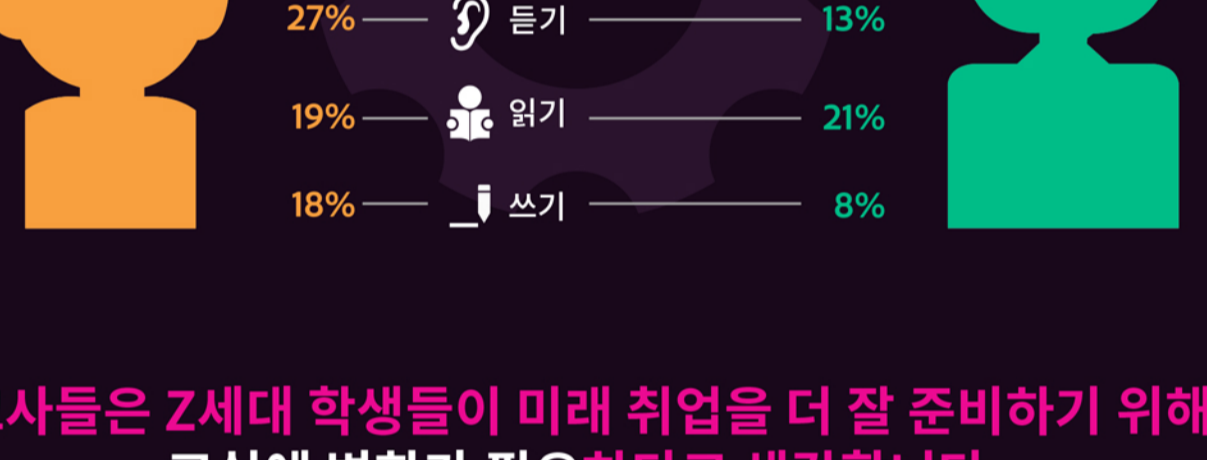 27% 듣기 13%
19% 읽기 21%
18% 쓰기 8%
사들은 Z세대 학생들이 미래 취업을 더 잘 준비하기 위해